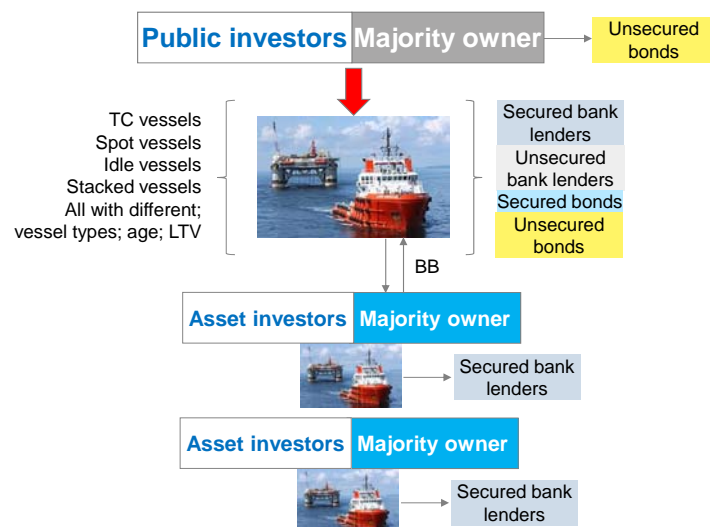 Public investors
Majority owner
Unsecured
bonds
TC vessels
Spot vessels
Idle vessels
Stacked vessels
All with different;
vessel types; age; LTV
Secured bank
lenders
Unsecured
bank lenders
Secured bonds
Unsecured
bonds
BB
Asset investors
Majority owner
Secured bank
lenders
Asset investors
Majority owner
Secured bank
lenders